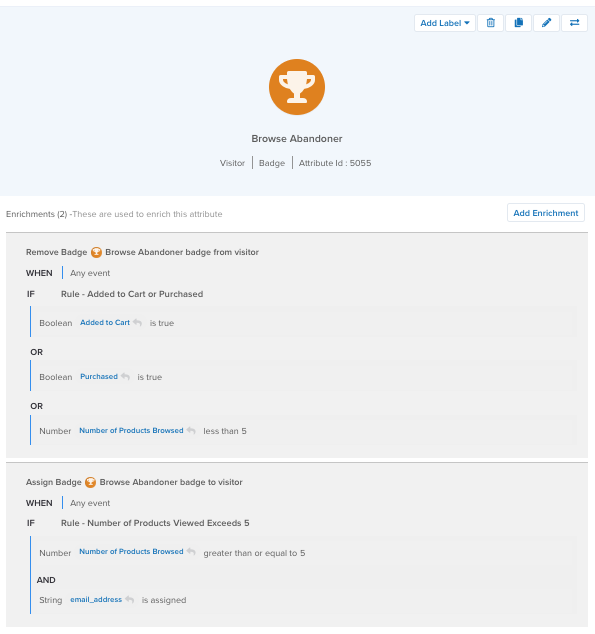 Add Label
Browse Abandoner
Visitor | Badge | Attribute Id : 5055
Enrichments (2) -These are used to enrich this attribute
Add Enrichment
Remove Badge Browse Abandoner badge from visitor
WHEN Any event
IF Rule - Added to Cart or Purchased
Boolean Added to Cart is true
OR
Boolean Purchased is true
OR
Number Number of Products Browsed less than 5
Assign Badge Browse Abandoner badge to visitor
WHEN Any event
IF Rule - Number of Products Viewed Exceeds 5
Number Number of Products Browsed greater than or equal to 5
AND
String email_address is assigned